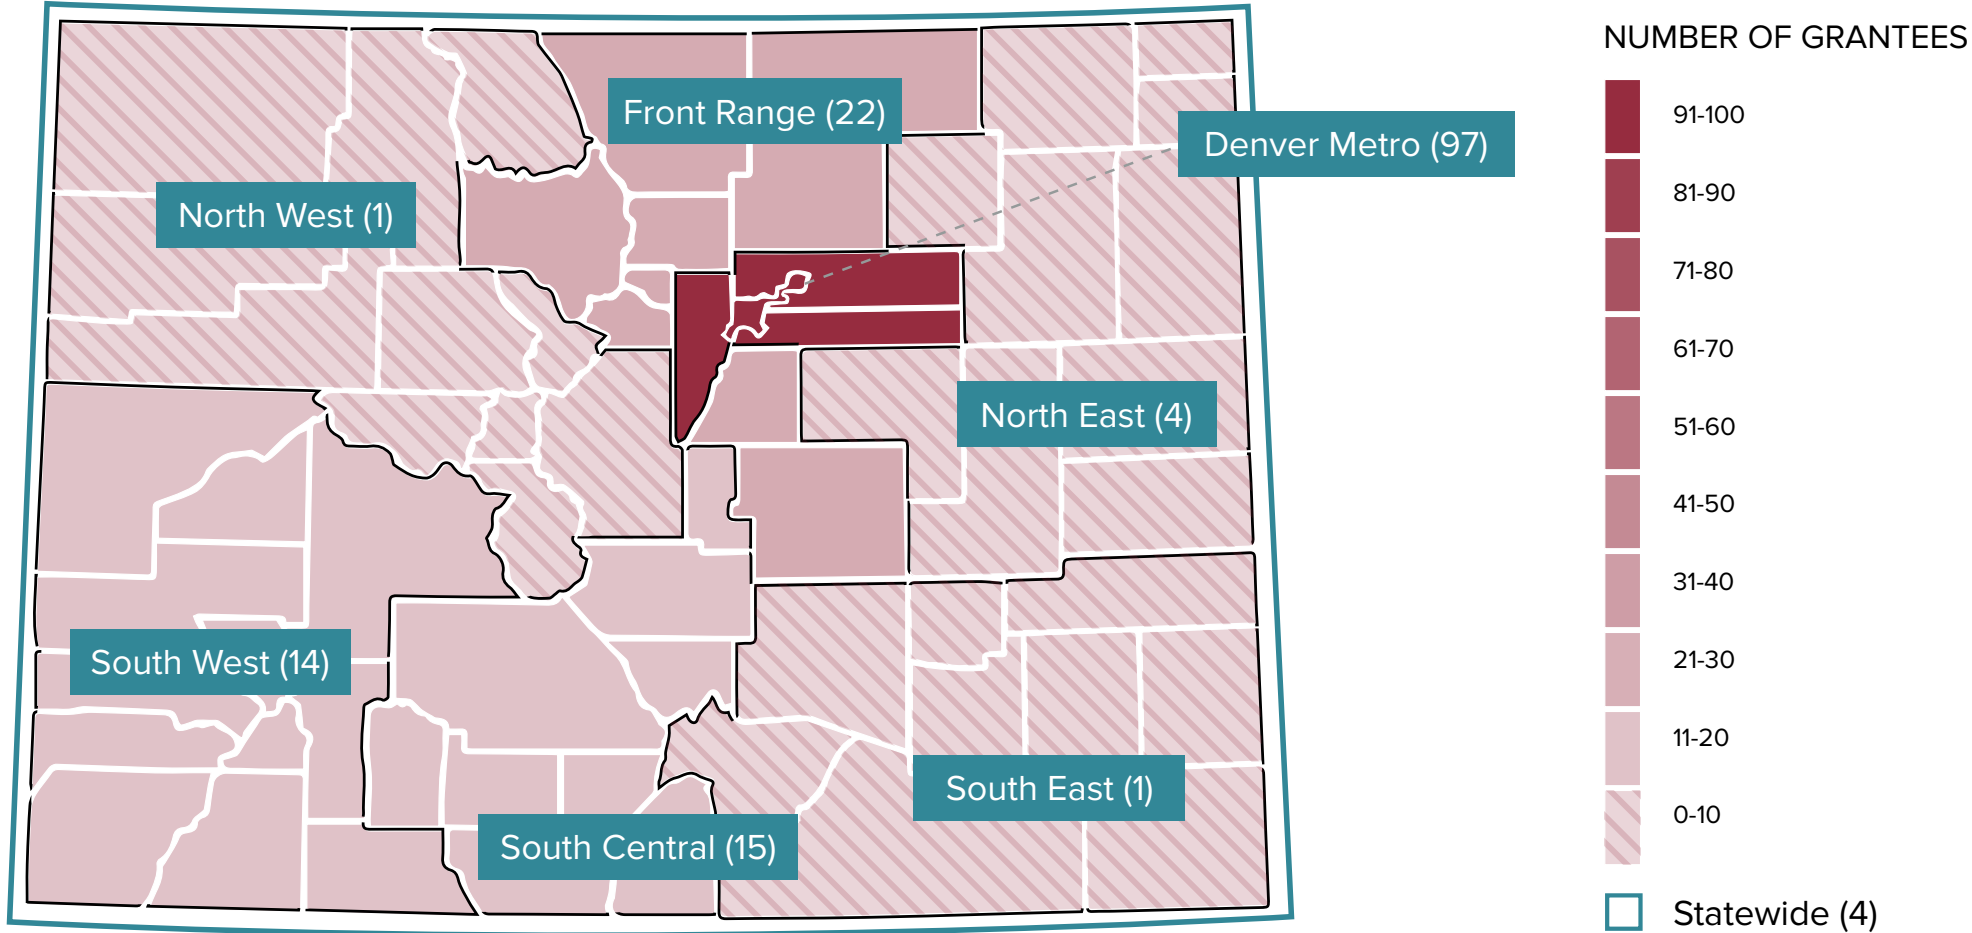 NUMBER OF GRANTEES
Front Range (22)
Denver Metro (97)
North West (1)
North East (4)
South West (14)
South East (1)
South Central (15)
91-100
81-90
71-80
61-70
51-60
41-50
31-40
21-30
11-20
0-10
Statewide (4)